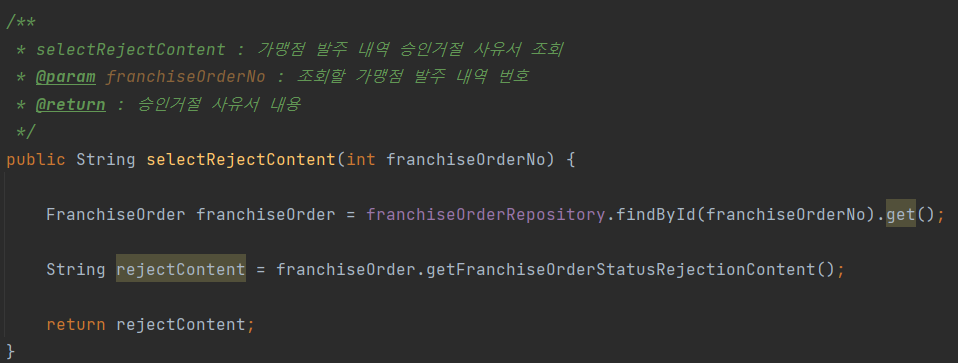 /**
 * selectRejectContent : 가맹점 발주 내역 승인거절 사유서 조회
 * @param franchiseOrderNo : 조회할 가맹점 발주 내역 번호
 * @return : 승인거절 사유서 내용
 */
public String selectRejectContent(int franchiseOrderNo) {
FranchiseOrder franchiseOrder = franchiseOrderRepository.findById(franchiseOrderNo).get();
String rejectContent = franchiseOrder.getFranchiseOrderStatusRejectionContent();
return rejectContent;
}